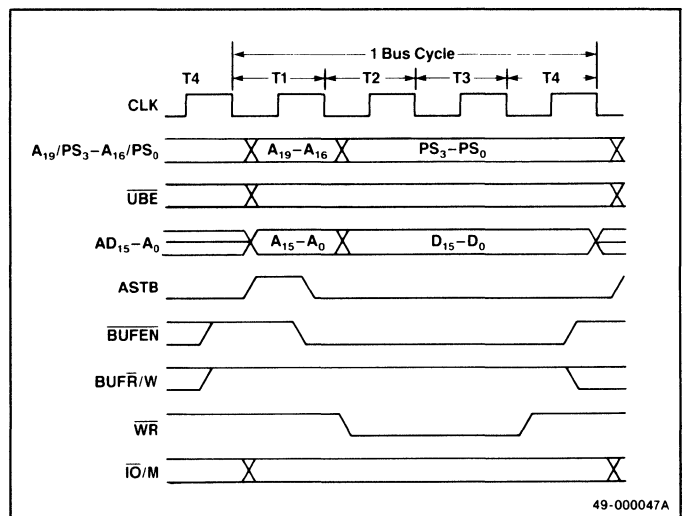 1 Bus Cycle
T4 T1 T2 T3 T4
CLK
A19/PS3–A16/PS0 A19–A16 PS3–PS0
UBE
AD15–A0 A15–A0 D15–D0
ASTB
BUFEN
BUFR/W
WR
IO/M
49-000047A